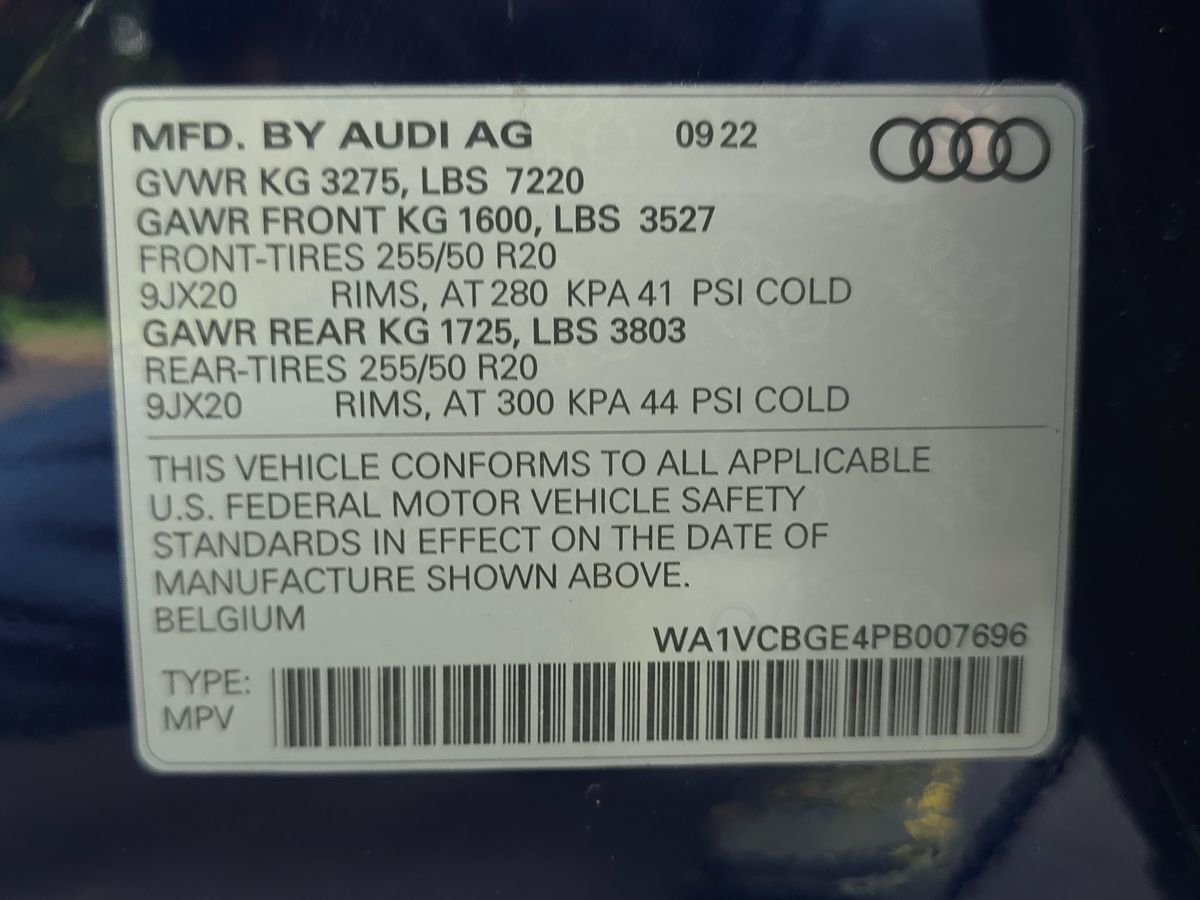 MFD. BY AUDI AG 09 22
GVWR KG 3275, LBS 7220
GAWR FRONT KG 1600, LBS 3527
FRONT-TIRES 255/50 R20
9JX20 RIMS, AT 280 KPA 41 PSI COLD
GAWR REAR KG 1725, LBS 3803
REAR-TIRES 255/50 R20
9JX20 RIMS, AT 300 KPA 44 PSI COLD
THIS VEHICLE CONFORMS TO ALL APPLICABLE
U.S. FEDERAL MOTOR VEHICLE SAFETY
STANDARDS IN EFFECT ON THE DATE OF
MANUFACTURE SHOWN ABOVE.
BELGIUM
WA1VCBGE4PB007696
TYPE:
MPV